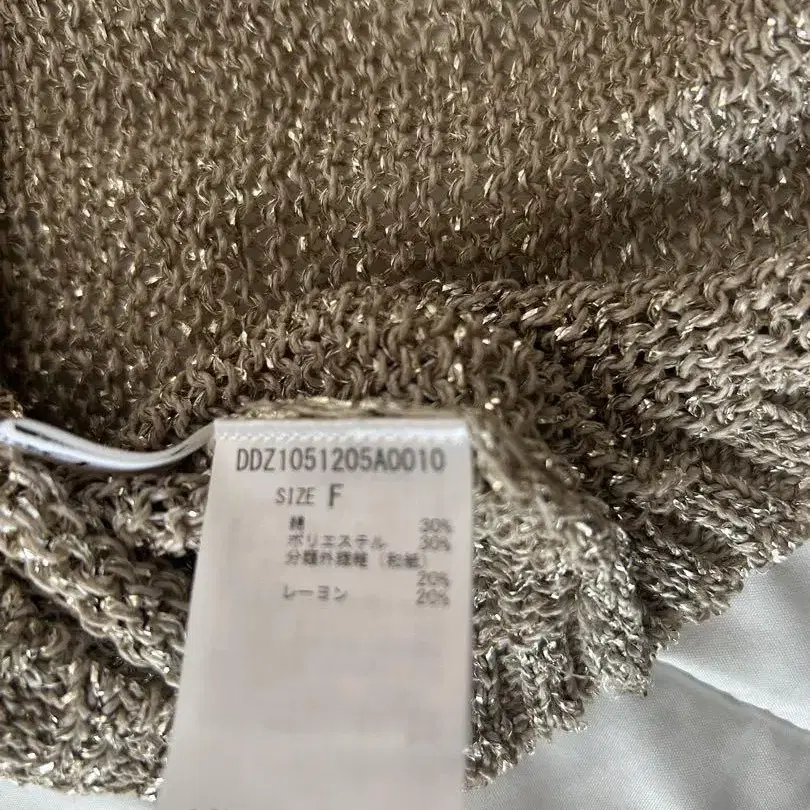 DDZ1051205A0010
SIZE F
綿 30%
ポリエステル 30%
分類外繊維（和紙）
20%
レーヨン 20%